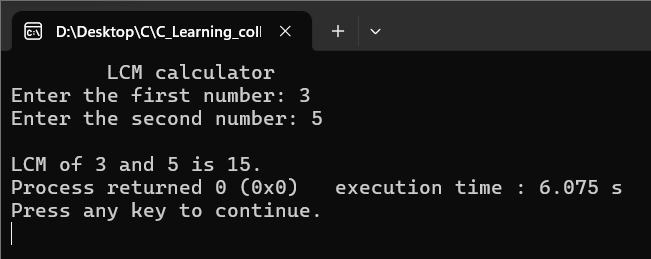 D:\Desktop\C\C_Learning_coll
LCM calculator
Enter the first number: 3
Enter the second number: 5
LCM of 3 and 5 is 15.
Process returned 0 (0x0)   execution time : 6.075 s
Press any key to continue.